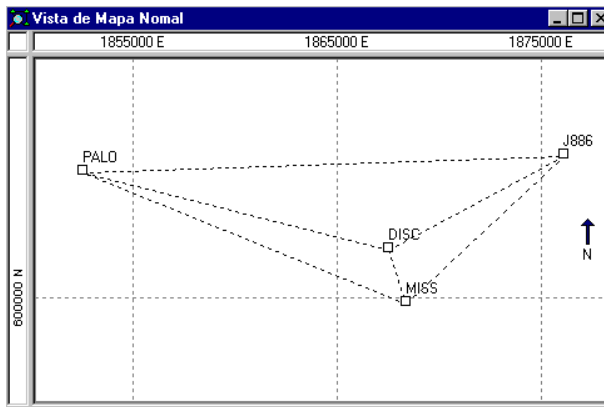 Vista de Mapa Nomal
1855000 E 1865000 E 1875000 E
J886
PALO
DISC
N
MISS
600000 N